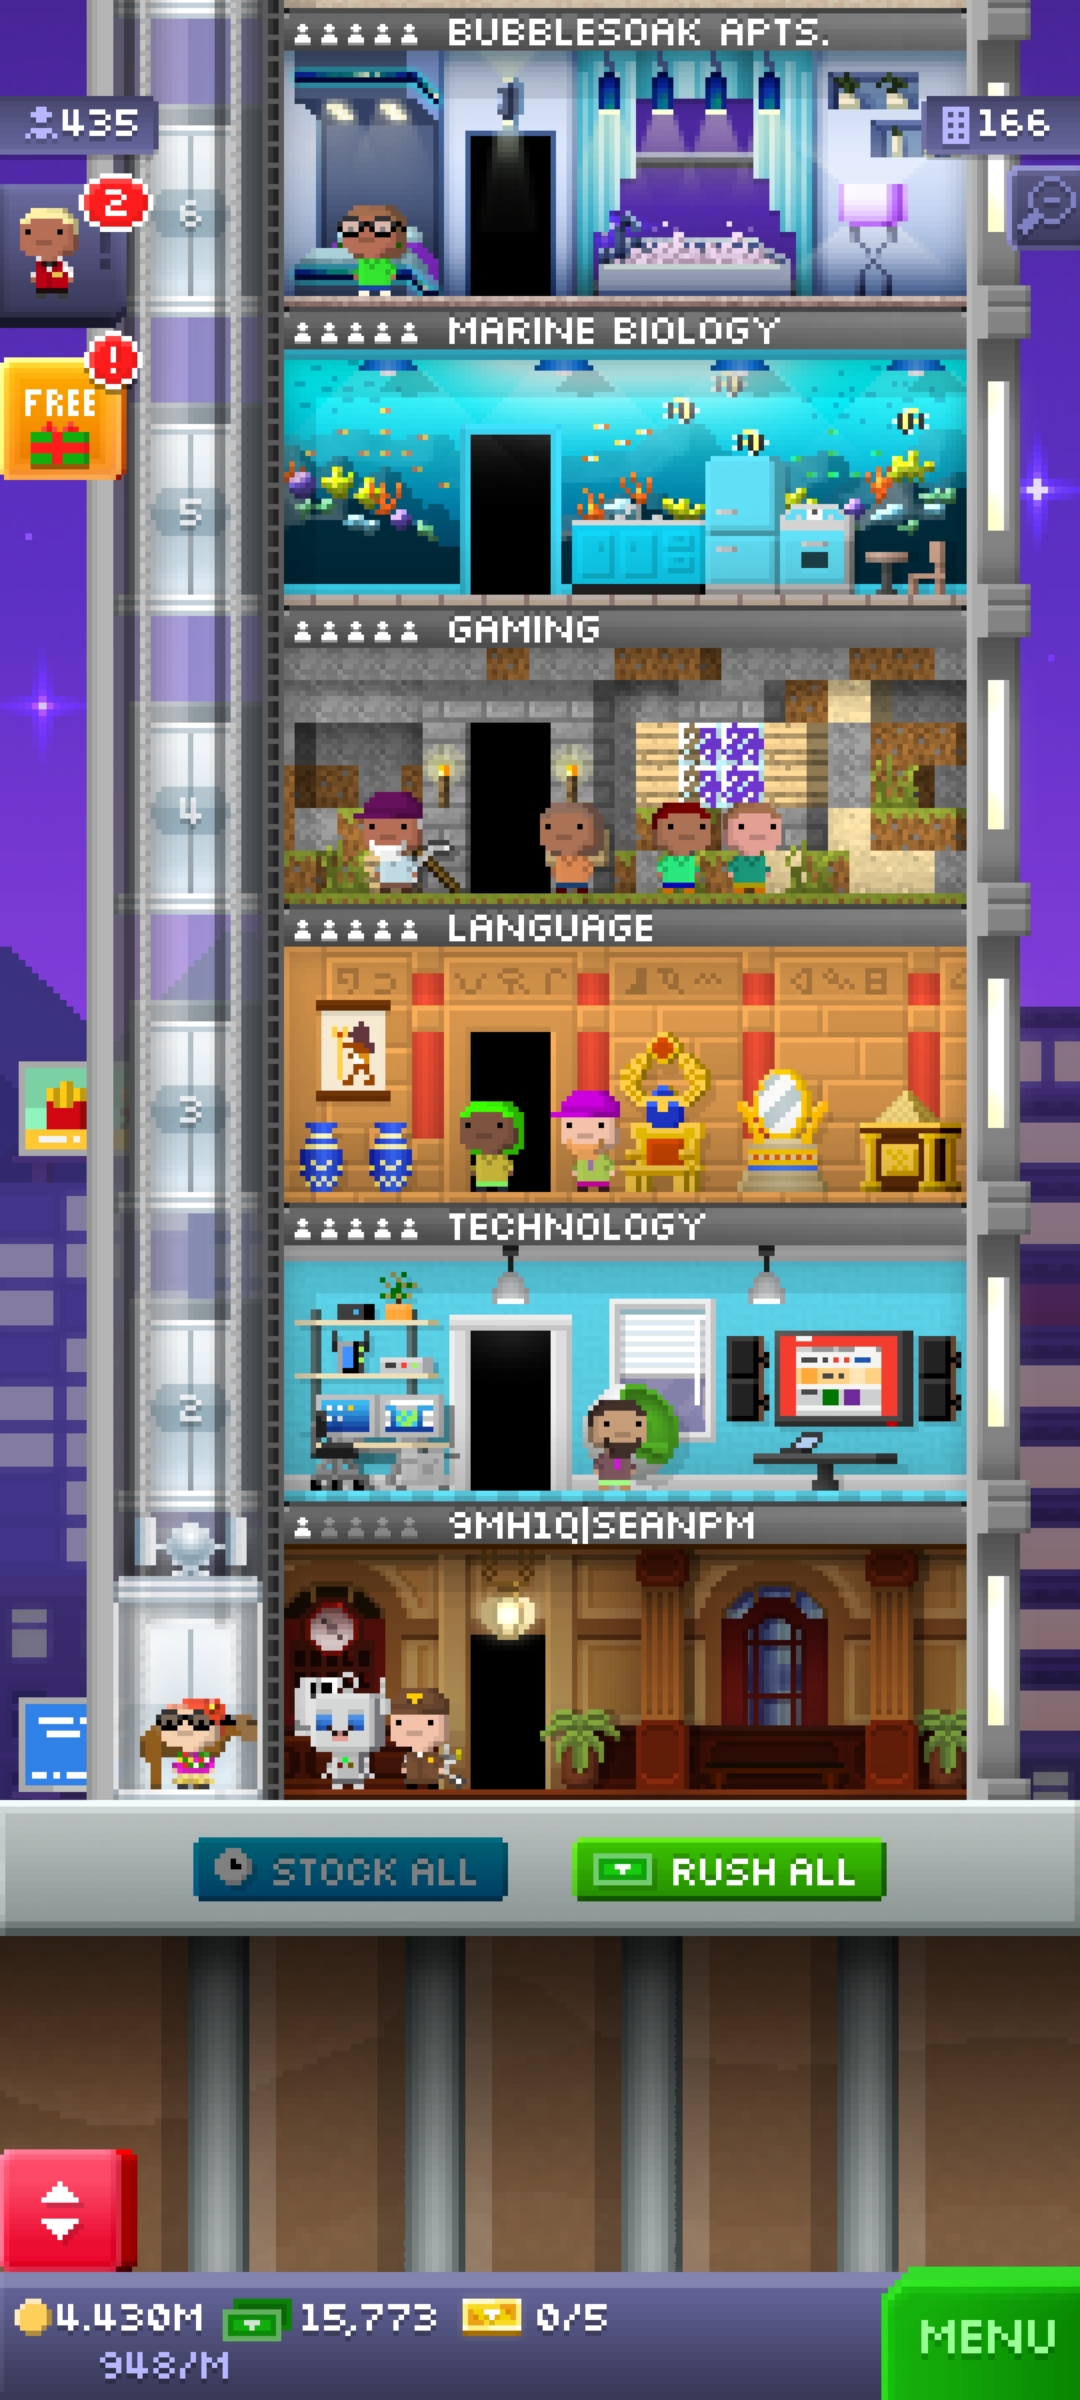 BUBBLESOAK APTS.
435
166
2
6
MARINE BIOLOGY
!
FREE
5
GAMING
4
LANGUAGE
3
TECHNOLOGY
2
9MH1Q|SEANPM
STOCK ALL
RUSH ALL
4.430M
15,773
0/5
MENU
948/M